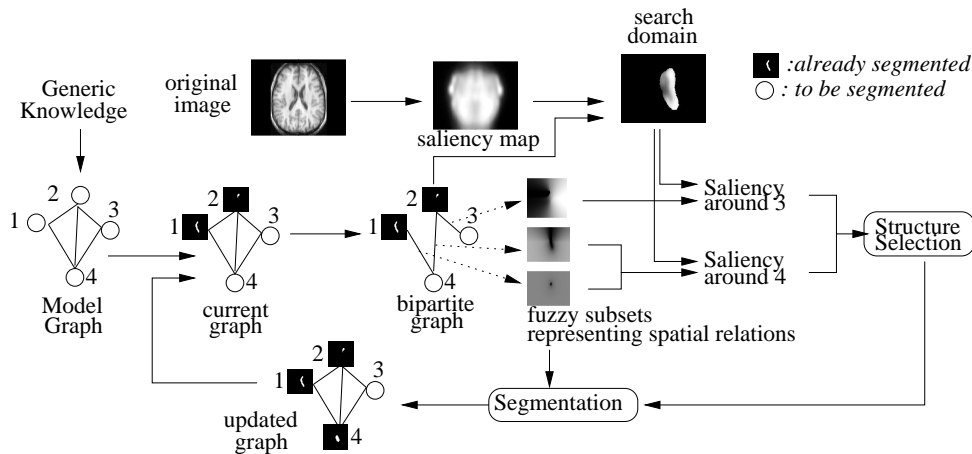 search
domain
:already segmented
: to be segmented
original
image
Generic
Knowledge
saliency map
2
1
3
4
Model
Graph
2
1
3
4
current
graph
2
1
3
4
bipartite
graph
Saliency
around 3
Saliency
around 4
Structure
Selection
fuzzy subsets
representing spatial relations
2
3
1
4
updated
graph
Segmentation